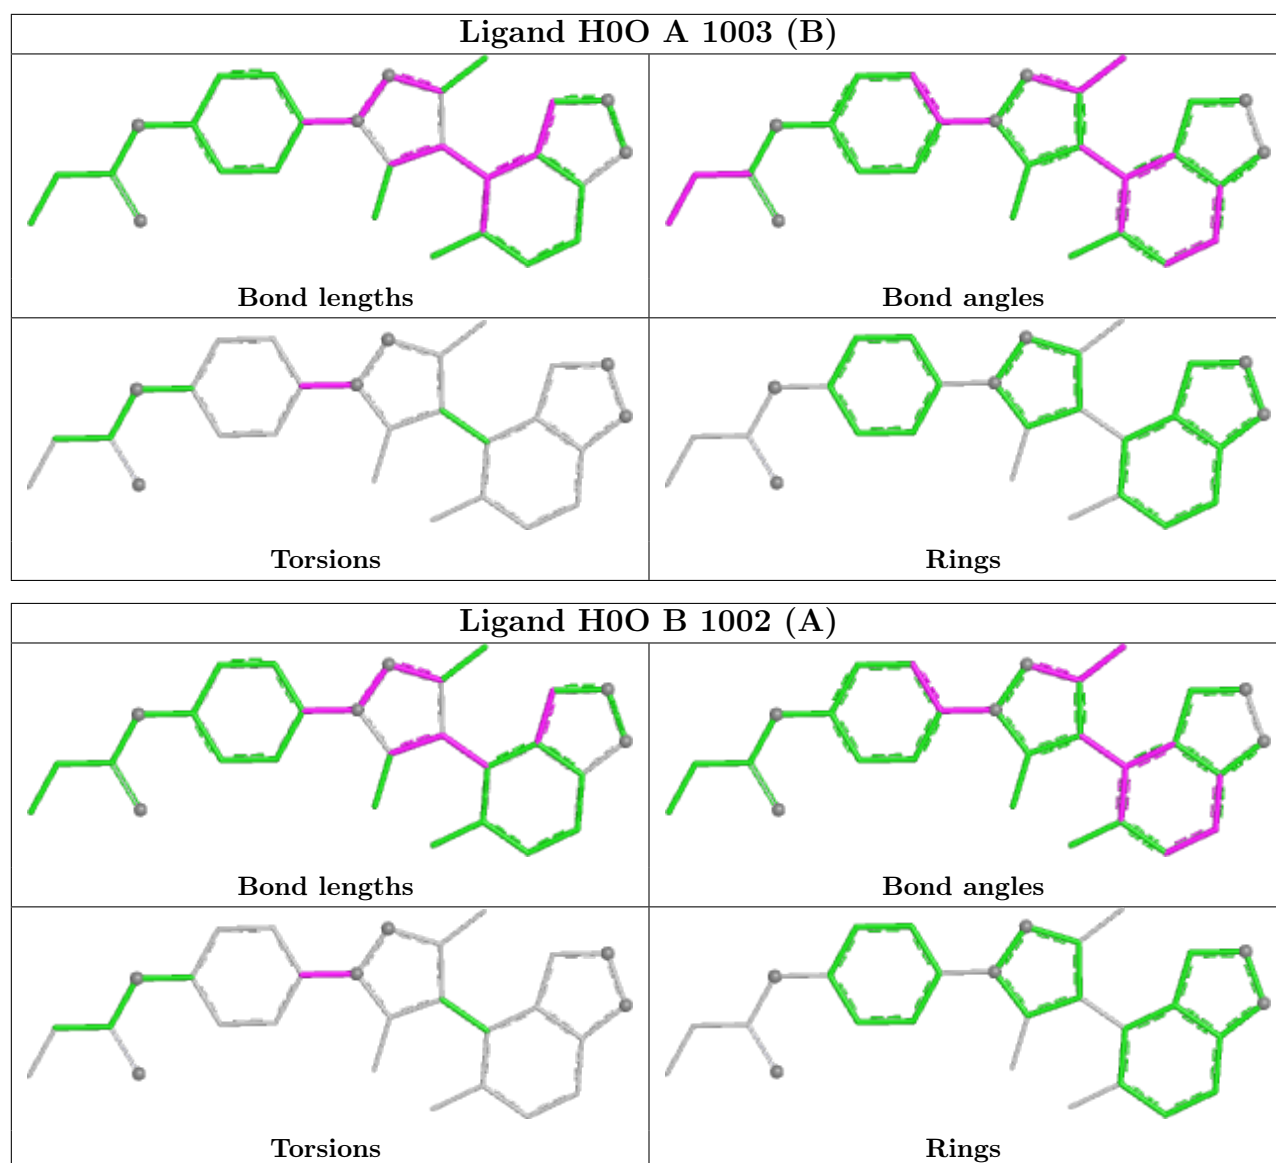 Ligand H0O A 1003 (B)
Bond lengths
Bond angles
Torsions
Rings
Ligand H0O B 1002 (A)
Bond lengths
Bond angles
Torsions
Rings